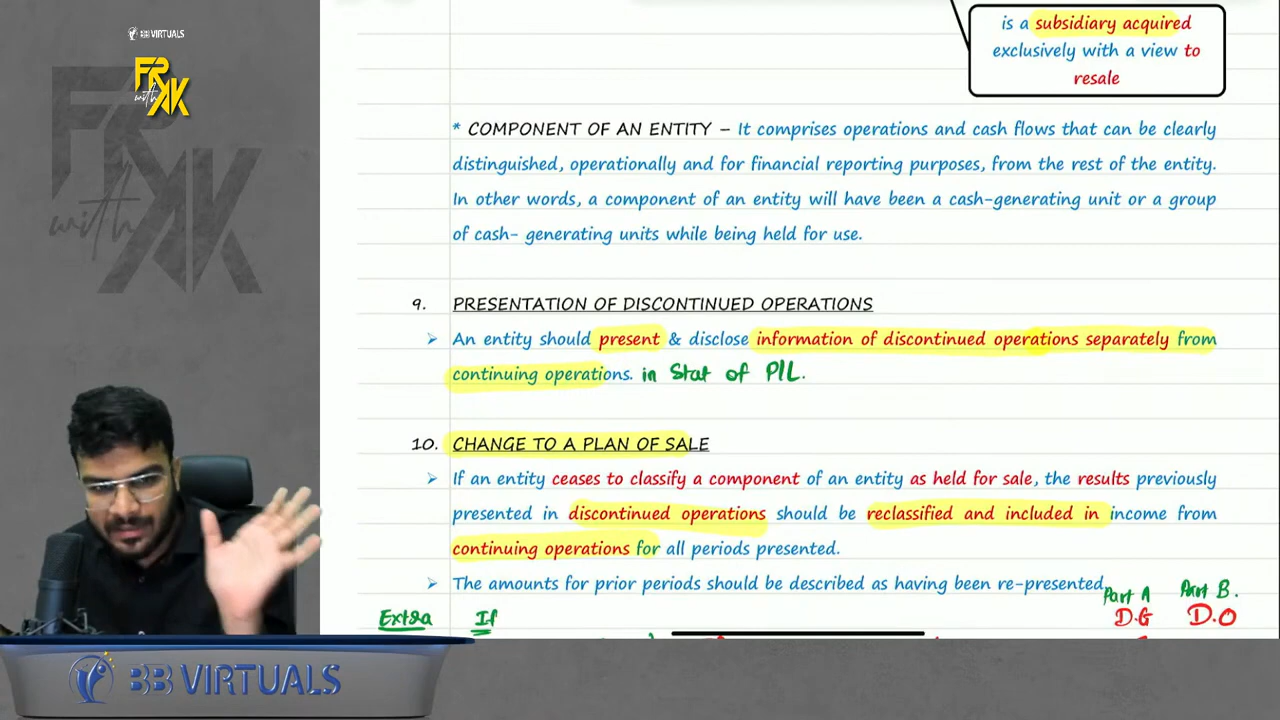 BB VIRTUALS
FR
with
AK
FR
with
AK
is a subsidiary acquired
exclusively with a view to
resale
* COMPONENT OF AN ENTITY – It comprises operations and cash flows that can be clearly
distinguished, operationally and for financial reporting purposes, from the rest of the entity.
In other words, a component of an entity will have been a cash-generating unit or a group
of cash- generating units while being held for use.
9. PRESENTATION OF DISCONTINUED OPERATIONS
➢ An entity should present & disclose information of discontinued operations separately from
continuing operations. in Stat of P/L.
10. CHANGE TO A PLAN OF SALE
➢ If an entity ceases to classify a component of an entity as held for sale, the results previously
presented in discontinued operations should be reclassified and included in income from
continuing operations for all periods presented.
➢ The amounts for prior periods should be described as having been re-presented.
Part A Part B.
Extra If D.G D.O
BB VIRTUALS